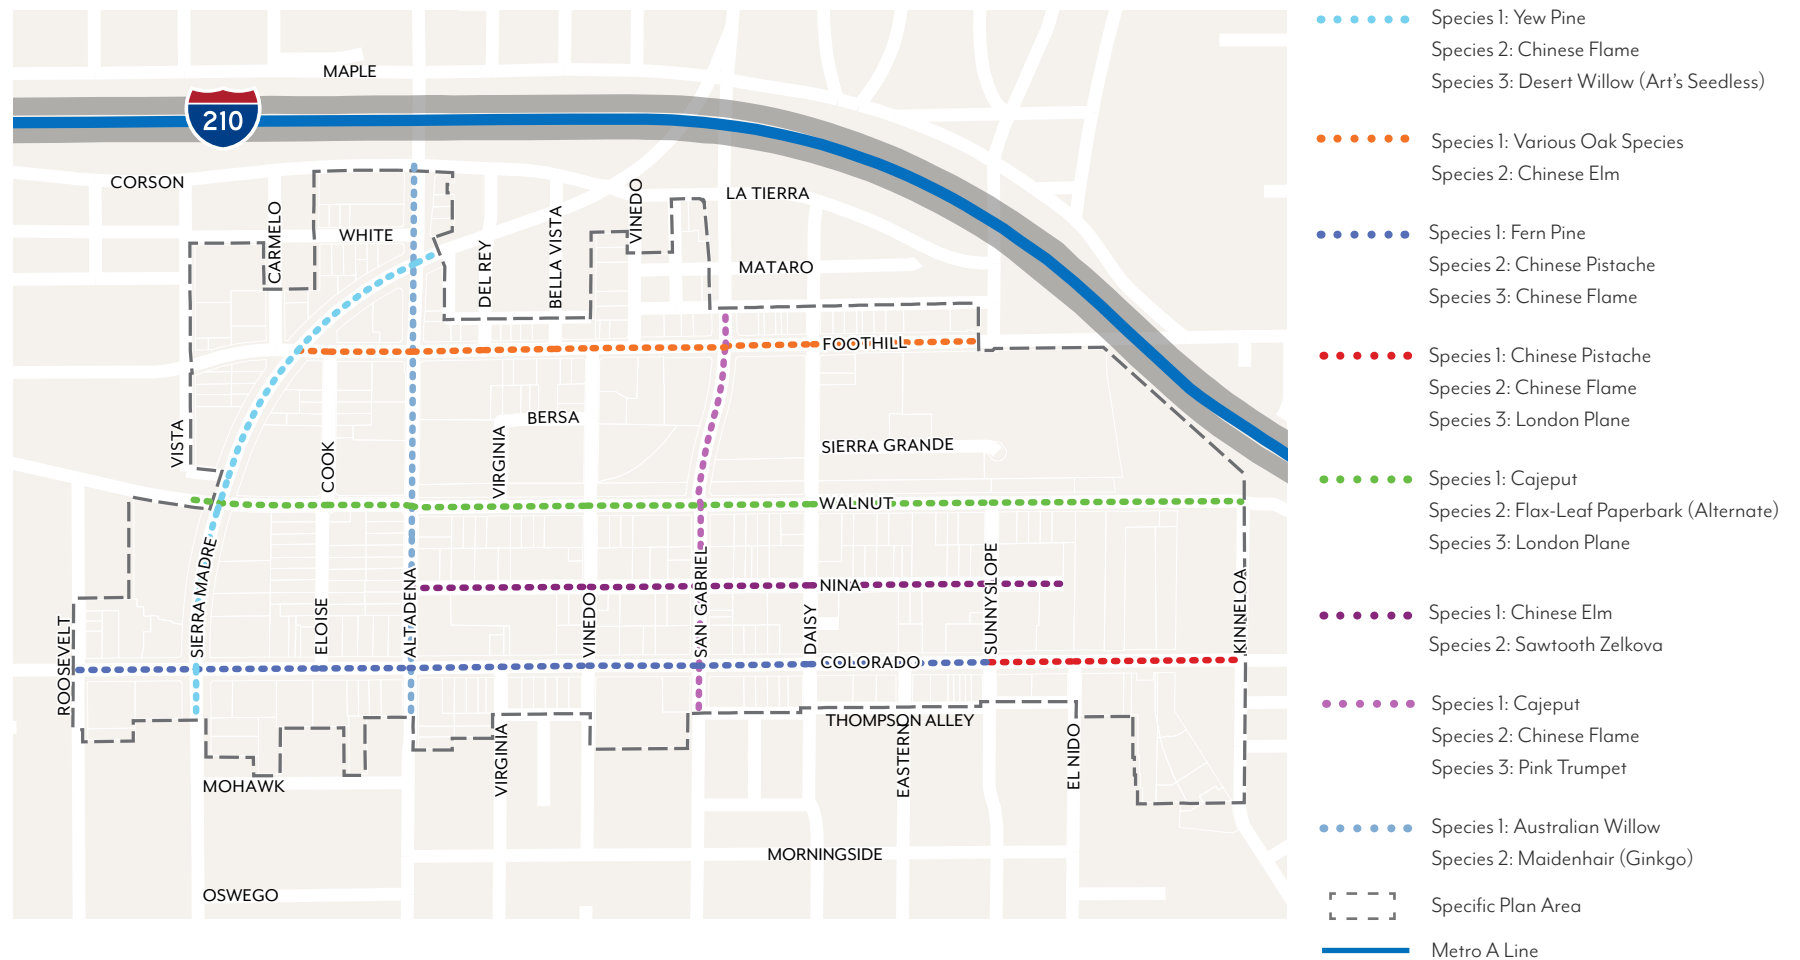 MAPLE
210
CORSON
CARMELO
WHITE
DEL REY
BELLA VISTA
VINEDO
LA TIERRA
MATARO
FOOTHILL
VISTA
COOK
VIRGINIA
BERSA
SIERRA GRANDE
WALNUT
SIERRA MADRE
NINA
ROOSEVELT
ELOISE
ALTADENA
VINEDO
SAN GABRIEL
DAISY
SUNNYSLOPE
KINNELOA
COLORADO
THOMPSON ALLEY
VIRGINIA
EASTERN
EL NIDO
MOHAWK
MORNINGSIDE
OSWEGO
Species 1: Yew Pine
Species 2: Chinese Flame
Species 3: Desert Willow (Art's Seedless)
Species 1: Various Oak Species
Species 2: Chinese Elm
Species 1: Fern Pine
Species 2: Chinese Pistache
Species 3: Chinese Flame
Species 1: Chinese Pistache
Species 2: Chinese Flame
Species 3: London Plane
Species 1: Cajeput
Species 2: Flax-Leaf Paperbark (Alternate)
Species 3: London Plane
Species 1: Chinese Elm
Species 2: Sawtooth Zelkova
Species 1: Cajeput
Species 2: Chinese Flame
Species 3: Pink Trumpet
Species 1: Australian Willow
Species 2: Maidenhair (Ginkgo)
Specific Plan Area
Metro A Line